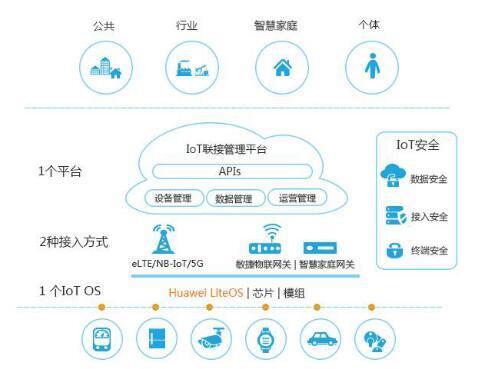 公共
行业
智慧家庭
个体
IoT联接管理平台
IoT安全
1个平台
APIs
数据安全
设备管理
数据管理
运营管理
接入安全
2种接入方式
终端安全
eLTE/NB-IoT/5G
敏捷物联网关 | 智慧家庭网关
1 个IoT OS
Huawei LiteOS | 芯片 | 模组